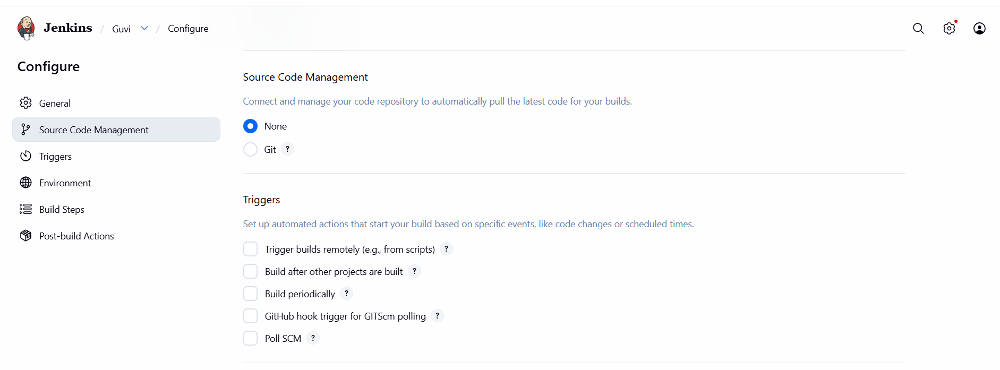 Jenkins / Guvi / Configure
Configure
General
Source Code Management
Triggers
Environment
Build Steps
Post-build Actions
Source Code Management
Connect and manage your code repository to automatically pull the latest code for your builds.
None
Git ?
Triggers
Set up automated actions that start your build based on specific events, like code changes or scheduled times.
Trigger builds remotely (e.g., from scripts) ?
Build after other projects are built ?
Build periodically ?
GitHub hook trigger for GITScm polling ?
Poll SCM ?